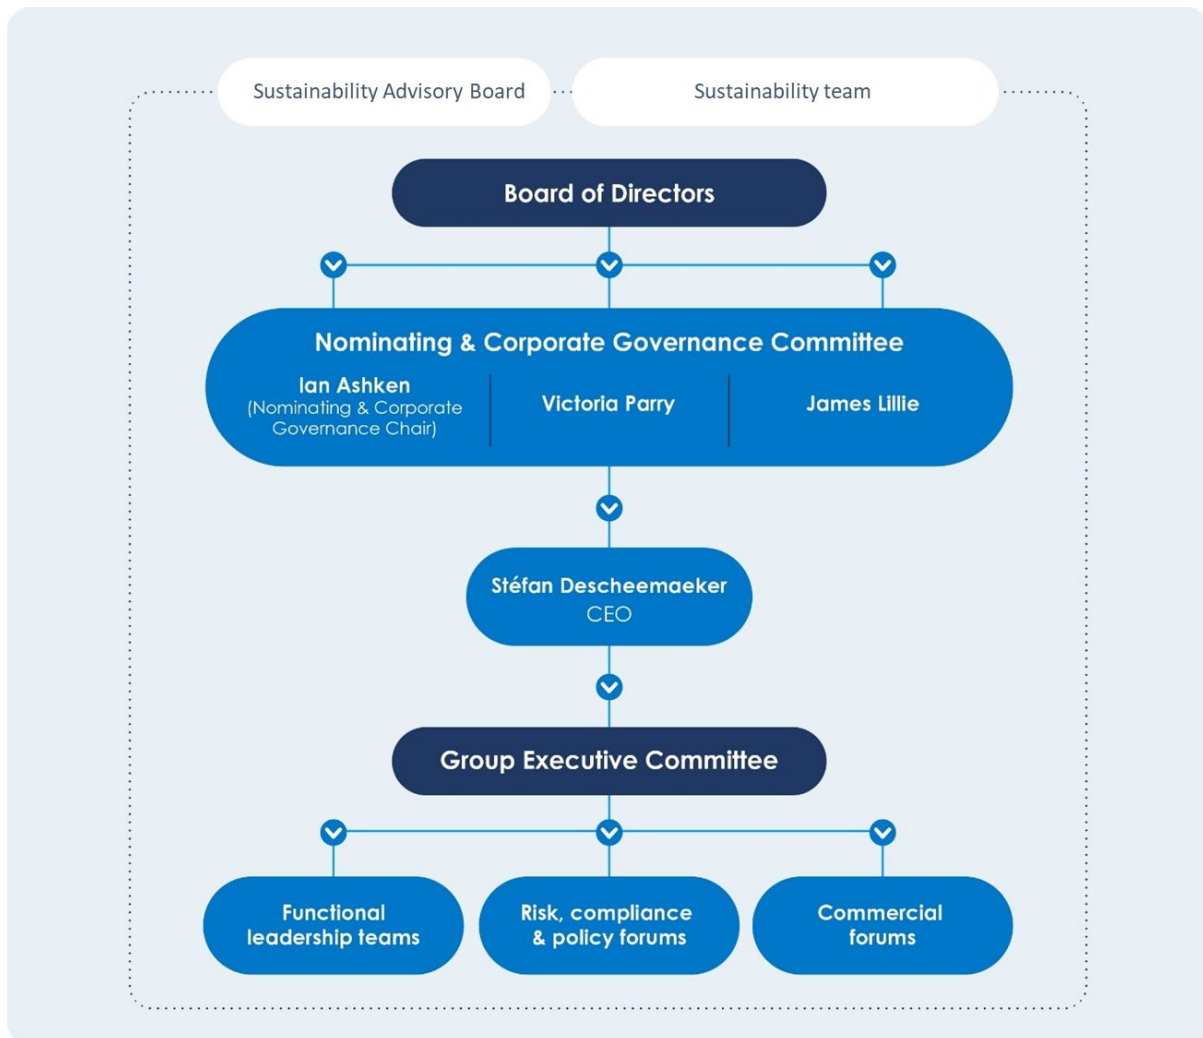 Sustainability Advisory Board
Sustainability team
Board of Directors
Nominating & Corporate Governance Committee
Ian Ashken
(Nominating & Corporate
Governance Chair)
Victoria Parry
James Lillie
Stéfan Descheemaeker
CEO
Group Executive Committee
Functional
leadership teams
Risk, compliance
& policy forums
Commercial
forums